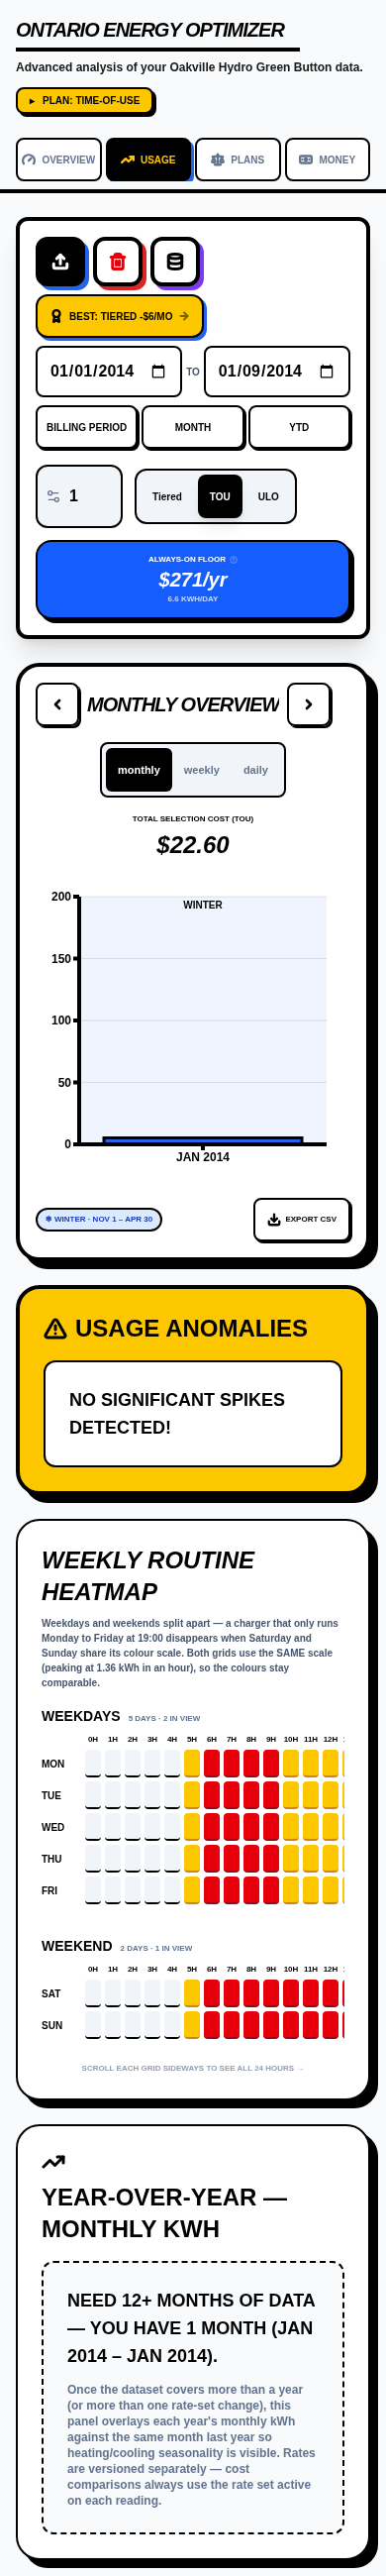 ONTARIO ENERGY OPTIMIZER
Advanced analysis of your Oakville Hydro Green Button data.
▸ PLAN: TIME-OF-USE
OVERVIEW USAGE PLANS MONEY
BEST: TIERED -$6/MO →
01/01/2014 TO 01/09/2014
BILLING PERIOD MONTH YTD
1 Tiered TOU ULO
ALWAYS-ON FLOOR
$271/yr
6.6 KWH/DAY
MONTHLY OVERVIEW
monthly weekly daily
TOTAL SELECTION COST (TOU)
$22.60
200
WINTER
150
100
50
0
JAN 2014
❄ WINTER · NOV 1 – APR 30
EXPORT CSV
USAGE ANOMALIES
NO SIGNIFICANT SPIKES
DETECTED!
WEEKLY ROUTINE
HEATMAP
Weekdays and weekends split apart — a charger that only runs
Monday to Friday at 19:00 disappears when Saturday and
Sunday share its colour scale. Both grids use the SAME scale
(peaking at 1.36 kWh in an hour), so the colours stay
comparable.
WEEKDAYS 5 DAYS · 2 IN VIEW
0H 1H 2H 3H 4H 5H 6H 7H 8H 9H 10H 11H 12H
MON
TUE
WED
THU
FRI
WEEKEND 2 DAYS · 1 IN VIEW
0H 1H 2H 3H 4H 5H 6H 7H 8H 9H 10H 11H 12H
SAT
SUN
SCROLL EACH GRID SIDEWAYS TO SEE ALL 24 HOURS →
YEAR-OVER-YEAR —
MONTHLY KWH
NEED 12+ MONTHS OF DATA
— YOU HAVE 1 MONTH (JAN
2014 – JAN 2014).
Once the dataset covers more than a year
(or more than one rate-set change), this
panel overlays each year's monthly kWh
against the same month last year so
heating/cooling seasonality is visible. Rates
are versioned separately — cost
comparisons always use the rate set active
on each reading.